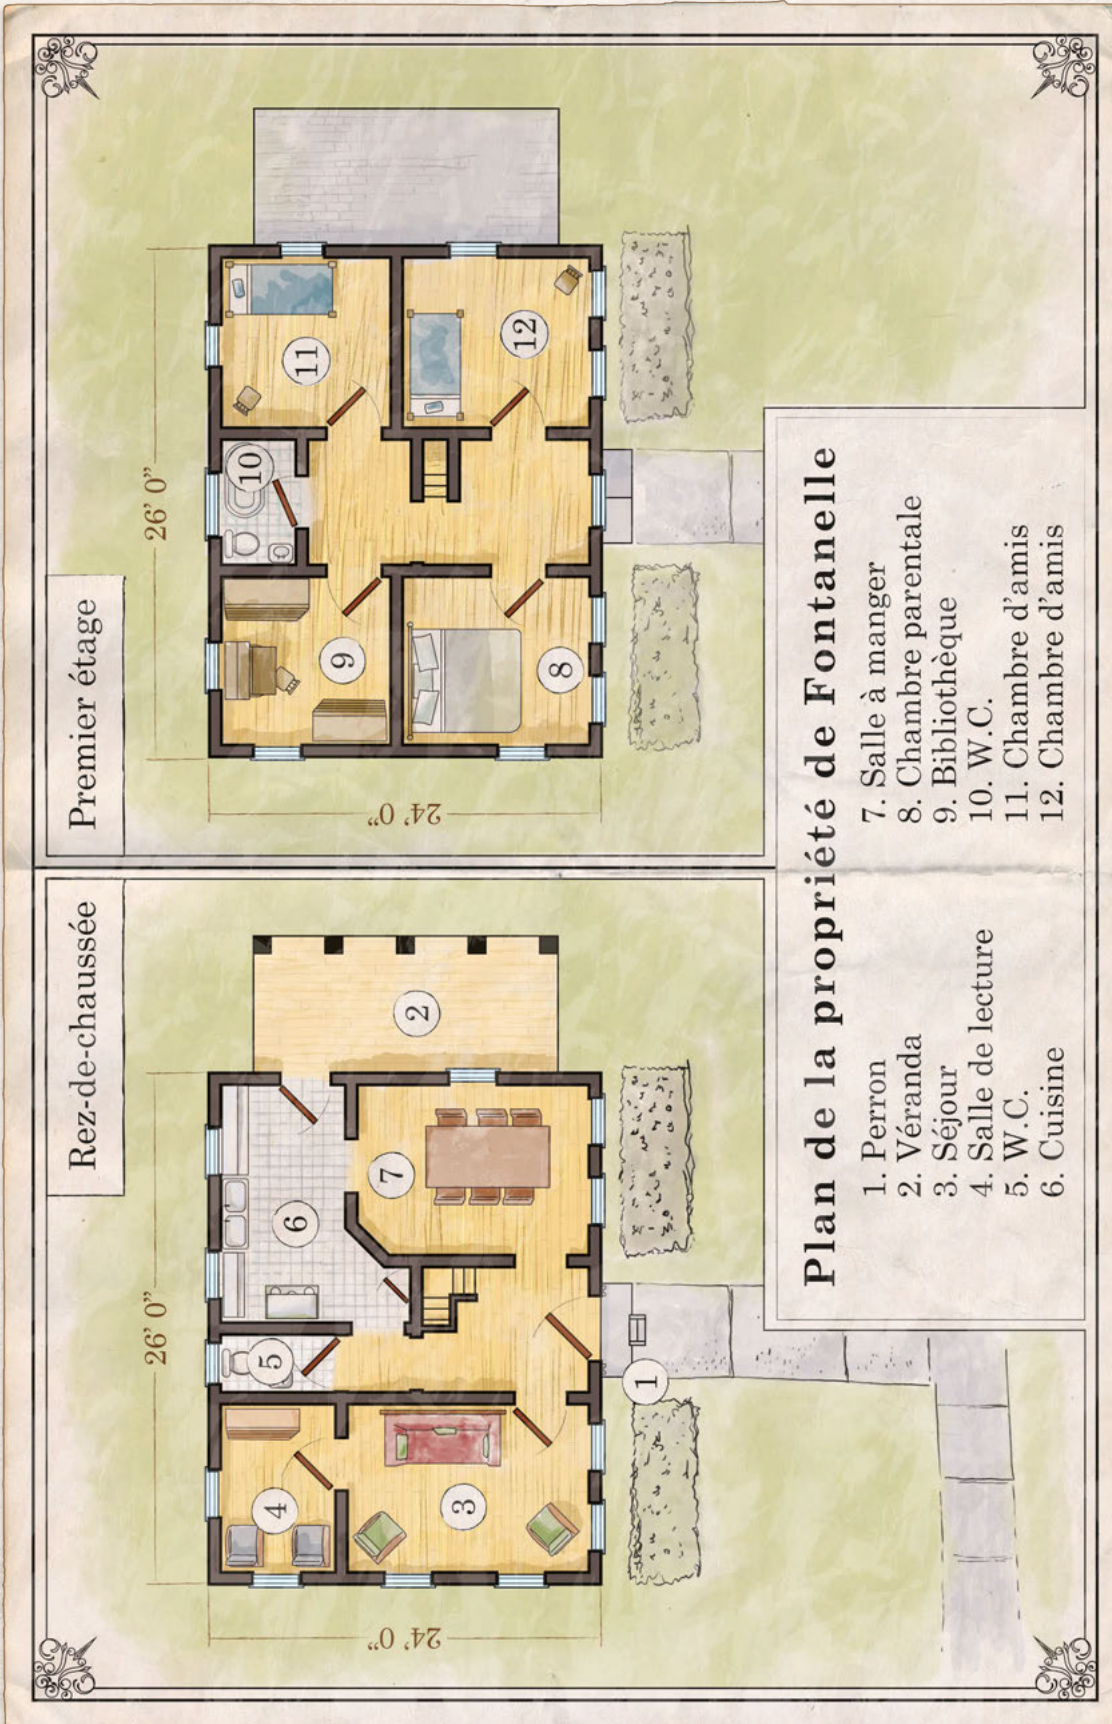 Rez-de-chaussée
Premier étage
26' 0”
24' 0”
4
5
6
2
3
7
1
26' 0”
24' 0”
9
10
11
8
12
Plan de la propriété de Fontanelle
1. Perron
2. Véranda
3. Séjour
4. Salle de lecture
5. W.C.
6. Cuisine
7. Salle à manger
8. Chambre parentale
9. Bibliothèque
10. W.C.
11. Chambre d'amis
12. Chambre d'amis